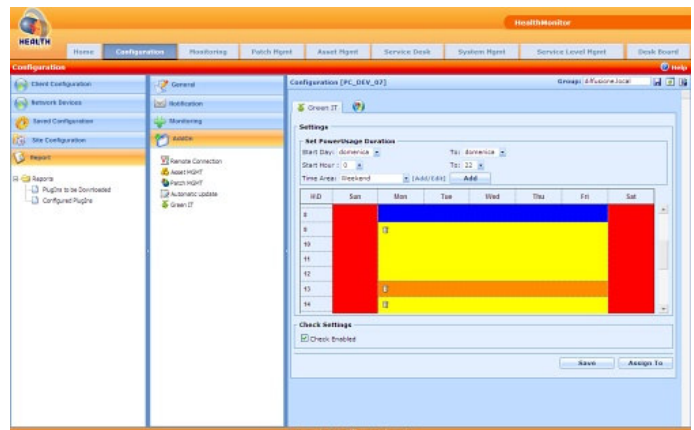 HealthMonitor
HEALTH
Home Configuration Monitoring Patch Mgmt Asset Mgmt Service Desk System Mgmt Service Level Mgmt Desk Board
Configuration Help
Client Configuration
Network Devices
Saved Configuration
Site Configuration
Report
Reports
PlugIns to be Downloaded
Configured PlugIns
General
Notification
Monitoring
AddOn
Remote Connection
Asset MGMT
Patch MGMT
Automatic Update
Green IT
Configuration [PC_DEV_07] Group: diffusione.local
Green IT
Settings
Set PowerUsage Duration
Start Day: domenica To: domenica
Start Hour : 0 To: 22
Time Area: Weekend [Add/Edit] Add
H\D Sun Mon Tue Wed Thu Fri Sat
8
9
10
11
12
13
14
Check Settings
Check Enabled
Save Assign To